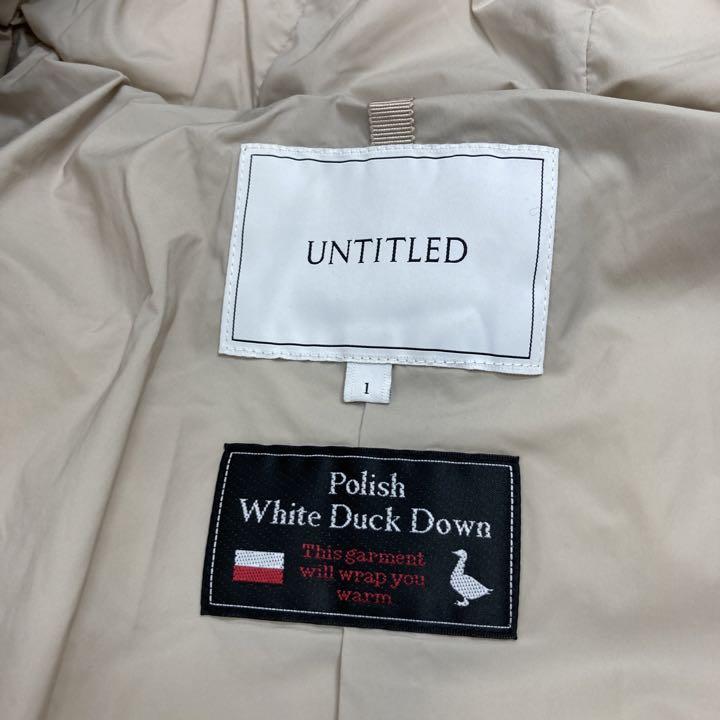 UNTITLED
1
Polish
White Duck Down
This garment
will wrap you
warm